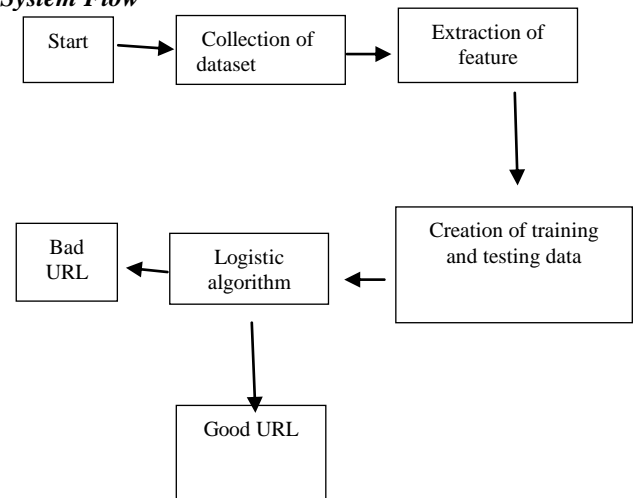 System Flow
Start
Collection of
dataset
Extraction of
feature
Creation of training
and testing data
Logistic
algorithm
Bad
URL
Good URL